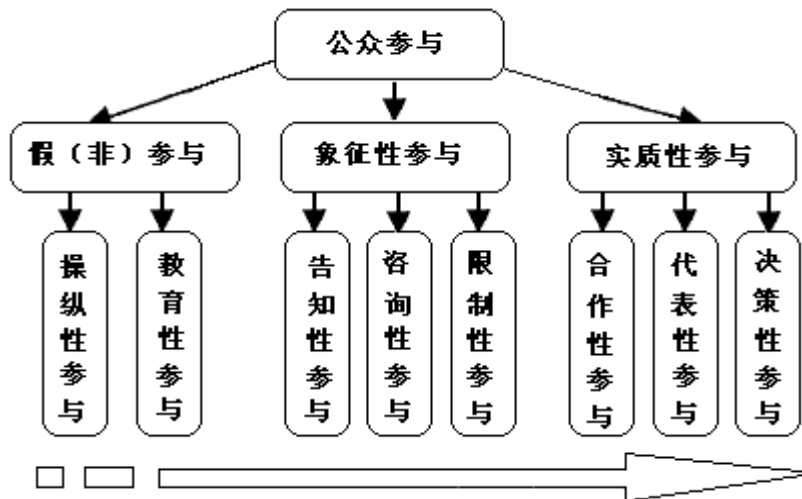 公众参与
假（非）参与
象征性参与
实质性参与
操纵性参与
教育性参与
告知性参与
咨询性参与
限制性参与
合作性参与
代表性参与
决策性参与